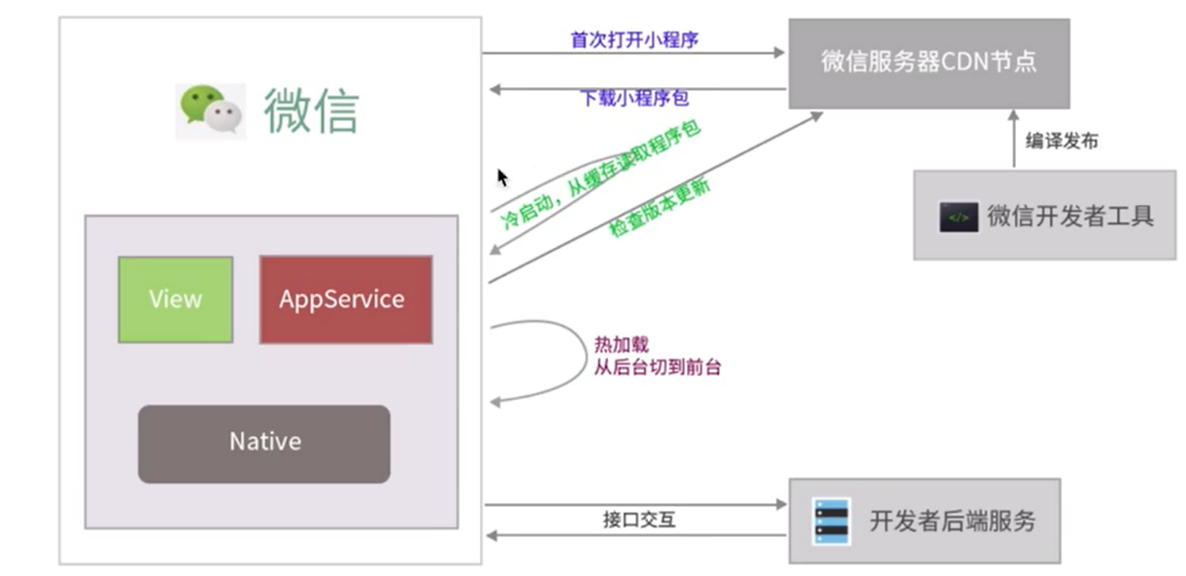 首次打开小程序
微信服务器CDN节点
下载小程序包
微信
编译发布
冷启动，从缓存读取程序包
检查版本更新
</>
微信开发者工具
View
AppService
热加载
从后台切到前台
Native
接口交互
开发者后端服务